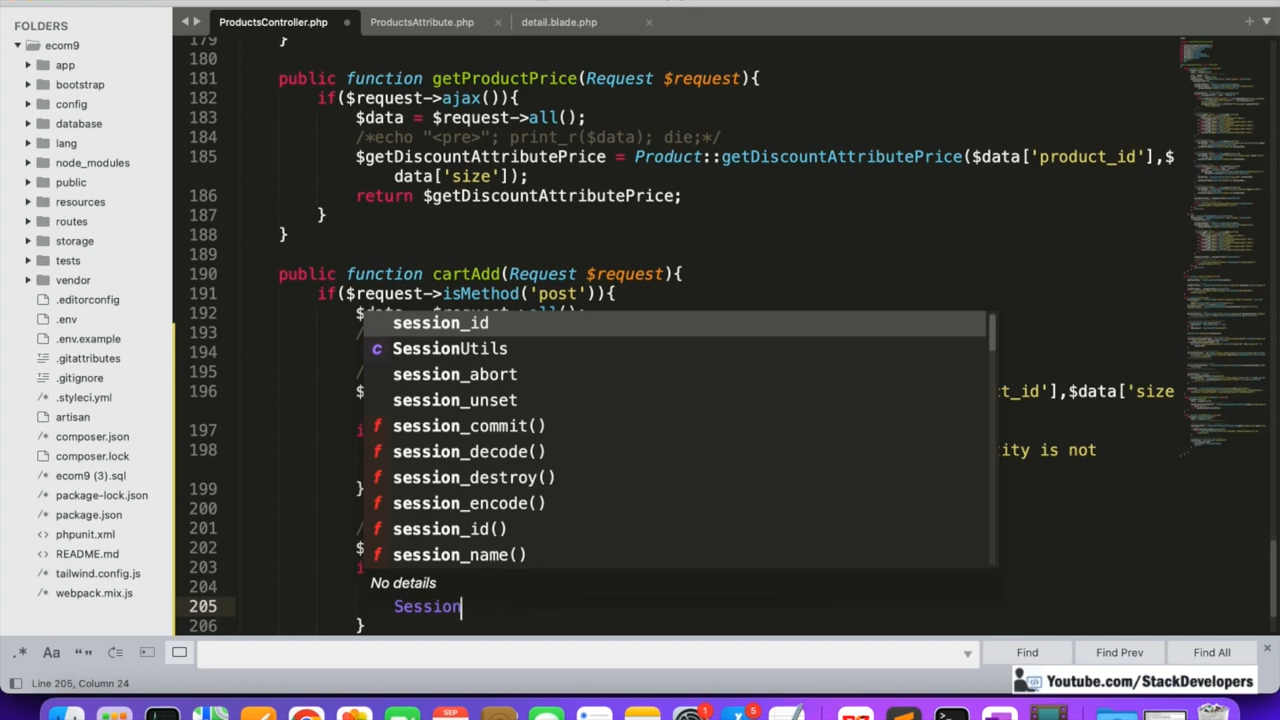 ProductsController.php
ProductsAttribute.php
detail.blade.php
FOLDERS
ecom9
app
bootstrap
config
database
lang
node_modules
public
resources
routes
storage
tests
vendor
.editorconfig
.env
.env.example
.gitattributes
.gitignore
.styleci.yml
artisan
composer.json
composer.lock
ecom9 (3).sql
package-lock.json
package.json
phpunit.xml
README.md
tailwind.config.js
webpack.mix.js
179 }
180
181 public function getProductPrice(Request $request){
182 if($request->ajax()){
183 $data = $request->all();
184 /*echo "<pre>"; print_r($data); die;*/
185 $getDiscountAttributePrice = Product::getDiscountAttributePrice($data['product_id'],$
data['size']);
186 return $getDiscountAttributePrice;
187 }
188 }
189
190 public function cartAdd(Request $request){
191 if($request->isMethod('post')){
192 $data = $request->all();
193 /
194
195 /
196 $ ct_id'],$data['size
197 i
198 tity is not
199 }
200
201 /
202 $
203 i
204
205 Session
206 }
session_id
SessionUtils
session_abort
session_unset
session_commit()
session_decode()
session_destroy()
session_encode()
session_id()
session_name()
No details
Find
Find Prev
Find All
Line 205, Column 24
Youtube.com/StackDevelopers